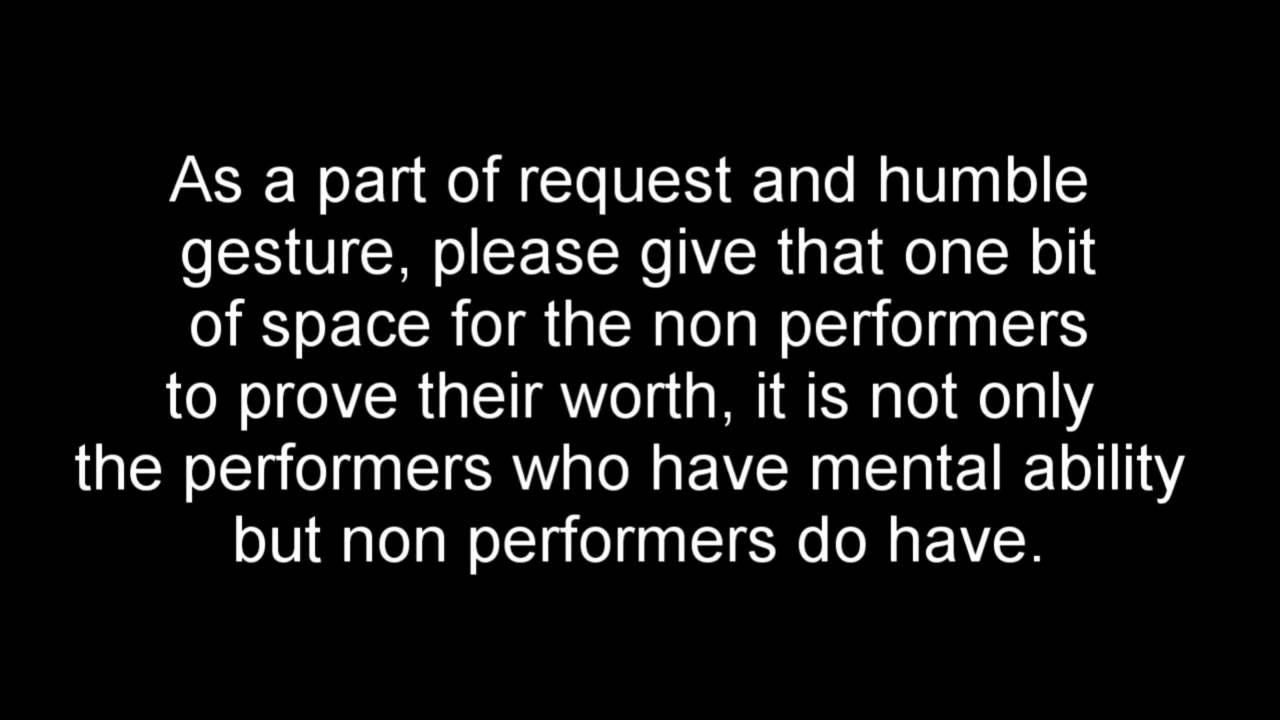 As a part of request and humble
gesture, please give that one bit
of space for the non performers
to prove their worth, it is not only
the performers who have mental ability
but non performers do have.